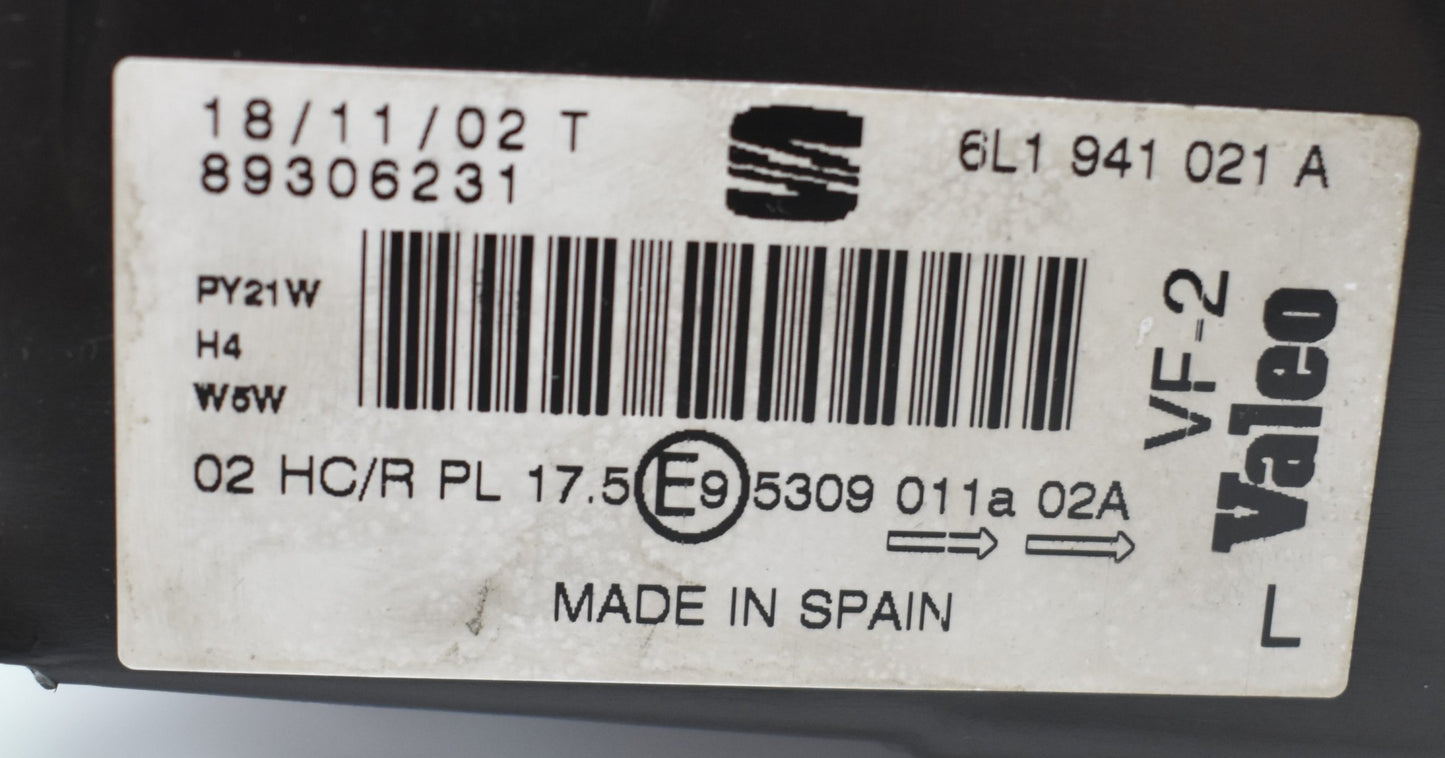 18/11/02 T
89306231
6L1 941 021 A
PY21W
H4
W5W
VF-2
Valeo
02 HC/R PL 17.5 E9 5309 011a 02A
MADE IN SPAIN
L